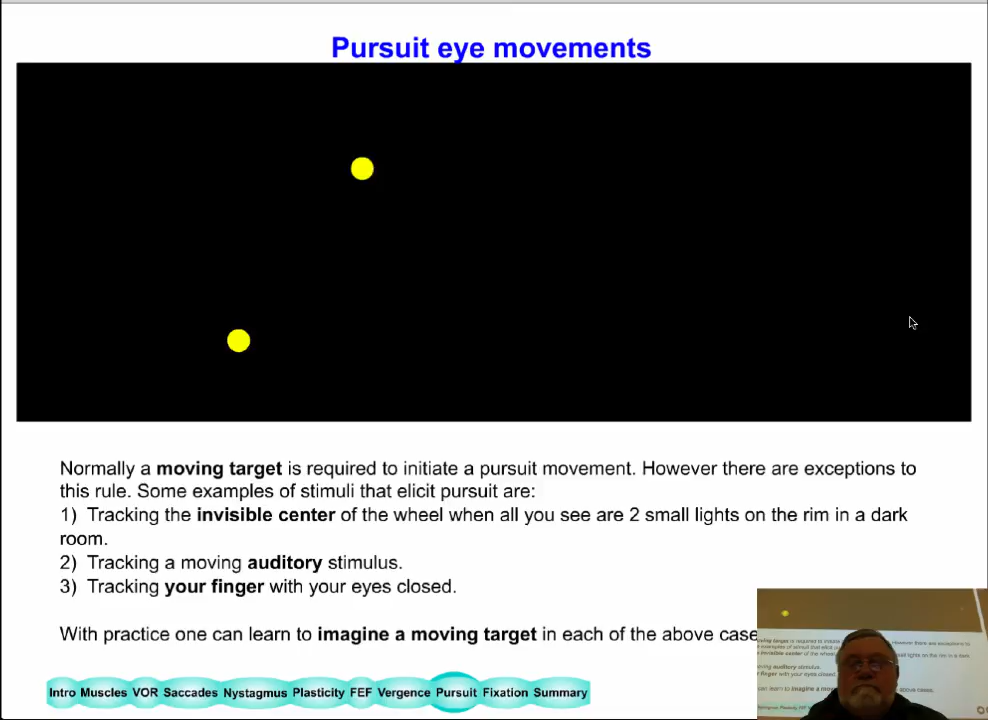 Pursuit eye movements
Normally a moving target is required to initiate a pursuit movement. However there are exceptions to
this rule. Some examples of stimuli that elicit pursuit are:
1) Tracking the invisible center of the wheel when all you see are 2 small lights on the rim in a dark
room.
2) Tracking a moving auditory stimulus.
3) Tracking your finger with your eyes closed.
With practice one can learn to imagine a moving target in each of the above case
Intro Muscles VOR Saccades Nystagmus Plasticity FEF Vergence Pursuit Fixation Summary